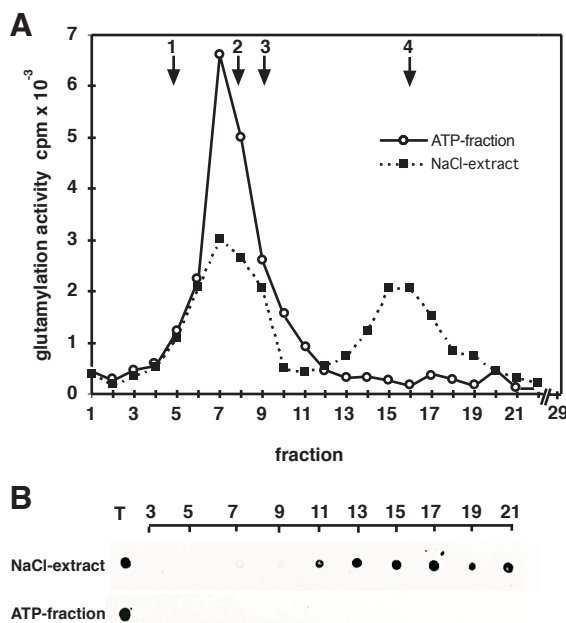 A
glutamylation activity cpm x 10⁻³
7
6
5
4
3
2
1
0
1 2 3 4
ATP-fraction
NaCl-extract
1 3 5 7 9 11 13 15 17 19 21 29
fraction
B
T 3 5 7 9 11 13 15 17 19 21
NaCl-extract
ATP-fraction